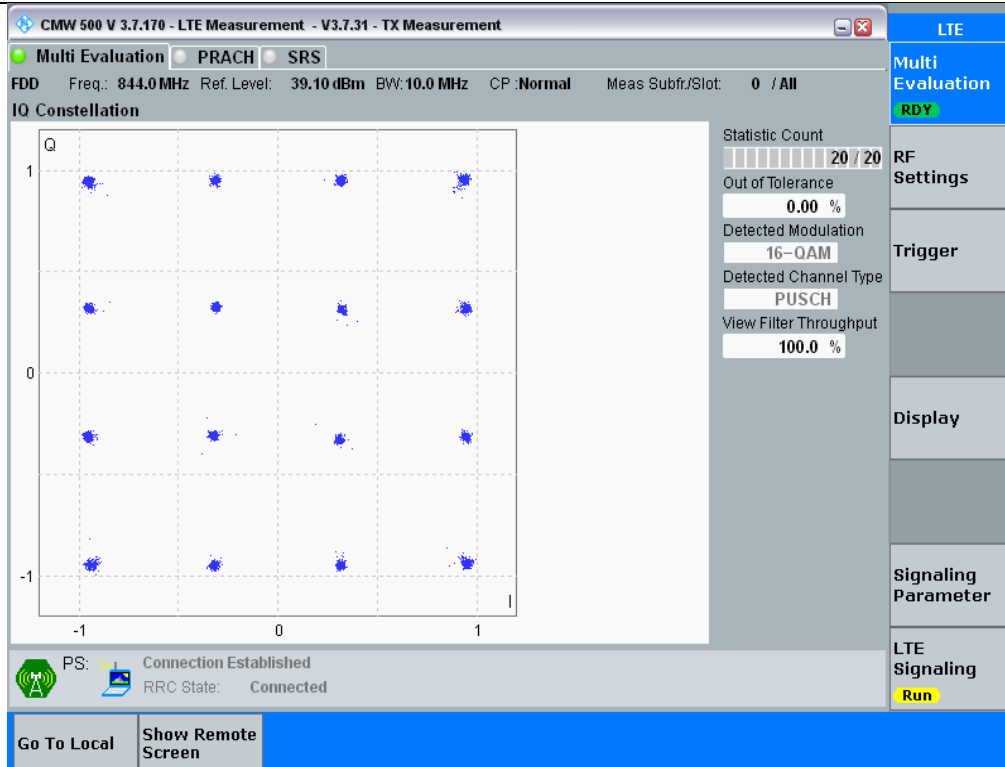 CMW 500 V 3.7.170 - LTE Measurement - V3.7.31 - TX Measurement
LTE
Multi Evaluation PRACH SRS
FDD Freq.: 844.0 MHz Ref. Level: 39.10 dBm BW: 10.0 MHz CP : Normal Meas Subfr./Slot: 0 / All
IQ Constellation
Q
1
0
-1
-1 0 1
I
Statistic Count
20 / 20
Out of Tolerance
0.00 %
Detected Modulation
16-QAM
Detected Channel Type
PUSCH
View Filter Throughput
100.0 %
Multi
Evaluation
RDY
RF
Settings
Trigger
Display
Signaling
Parameter
LTE
Signaling
Run
PS: Connection Established
RRC State: Connected
Go To Local
Show Remote
Screen